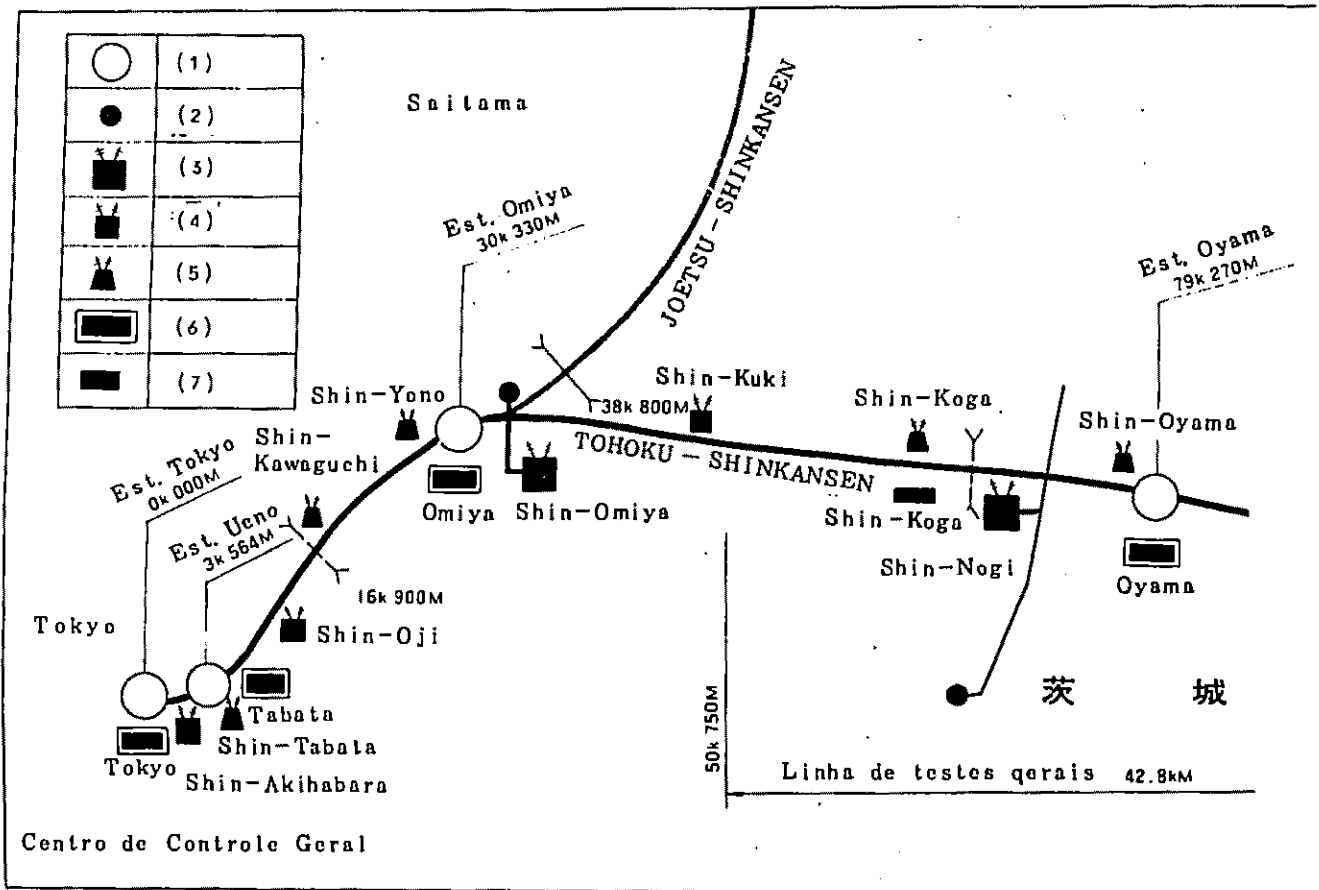 (1)
(2)
(3)
(4)
(5)
(6)
(7)
Saitama
JOETSU-SHINKANSEN
Est. Omiya
30k 330M
Est. Oyama
79k 270M
Shin-Yono
38k 800M
Shin-Kuki
Shin-Koga
Shin-Oyama
Shin-
Kawaguchi
TOHOKU-SHINKANSEN
Est. Tokyo
0k 000M
Omiya
Shin-Omiya
Shin-Koga
Est. Ueno
3k 564M
Shin-Nogi
Oyama
16k 900M
Tokyo
Shin-Oji
茨 城
Tabata
Shin-Tabata
Tokyo
Shin-Akihabara
50k 750M
Linha de testes qerais 42.8kM
Centro de Controle Geral